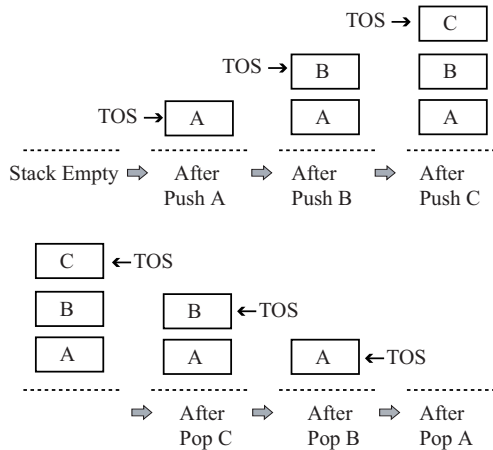 TOS → C
TOS → B B
TOS → A A A
Stack Empty ⇨ After ⇨ After ⇨ After
Push A Push B Push C
C ← TOS
B B ← TOS
A A A ← TOS
⇨ After ⇨ After ⇨ After
Pop C Pop B Pop A